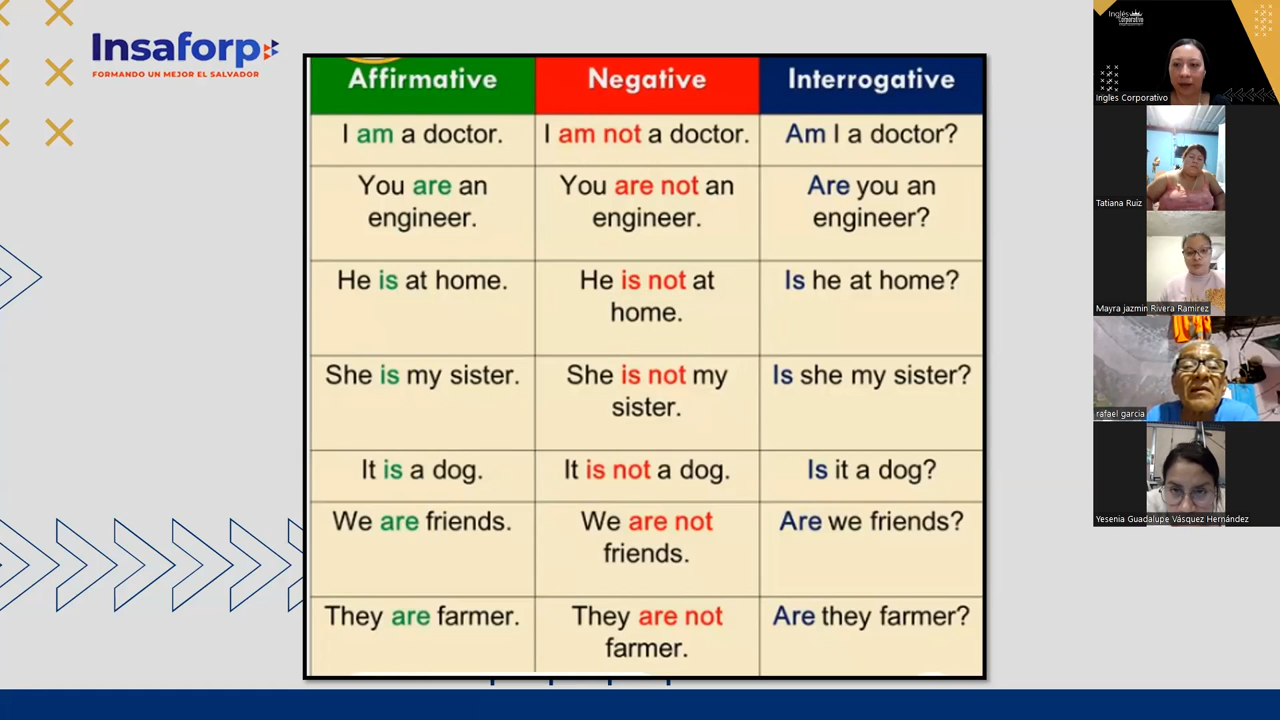 Insaforp
FORMANDO UN MEJOR EL SALVADOR
Affirmative Negative Interrogative
I am a doctor. I am not a doctor. Am I a doctor?
You are an engineer. You are not an engineer. Are you an engineer?
He is at home. He is not at home. Is he at home?
She is my sister. She is not my sister. Is she my sister?
It is a dog. It is not a dog. Is it a dog?
We are friends. We are not friends. Are we friends?
They are farmer. They are not farmer. Are they farmer?
Inglés
Corporativo
Ingles Corporativo
Tatiana Ruiz
Mayra jazmin Rivera Ramirez
rafael garcia
Yesenia Guadalupe Vásquez Hernández